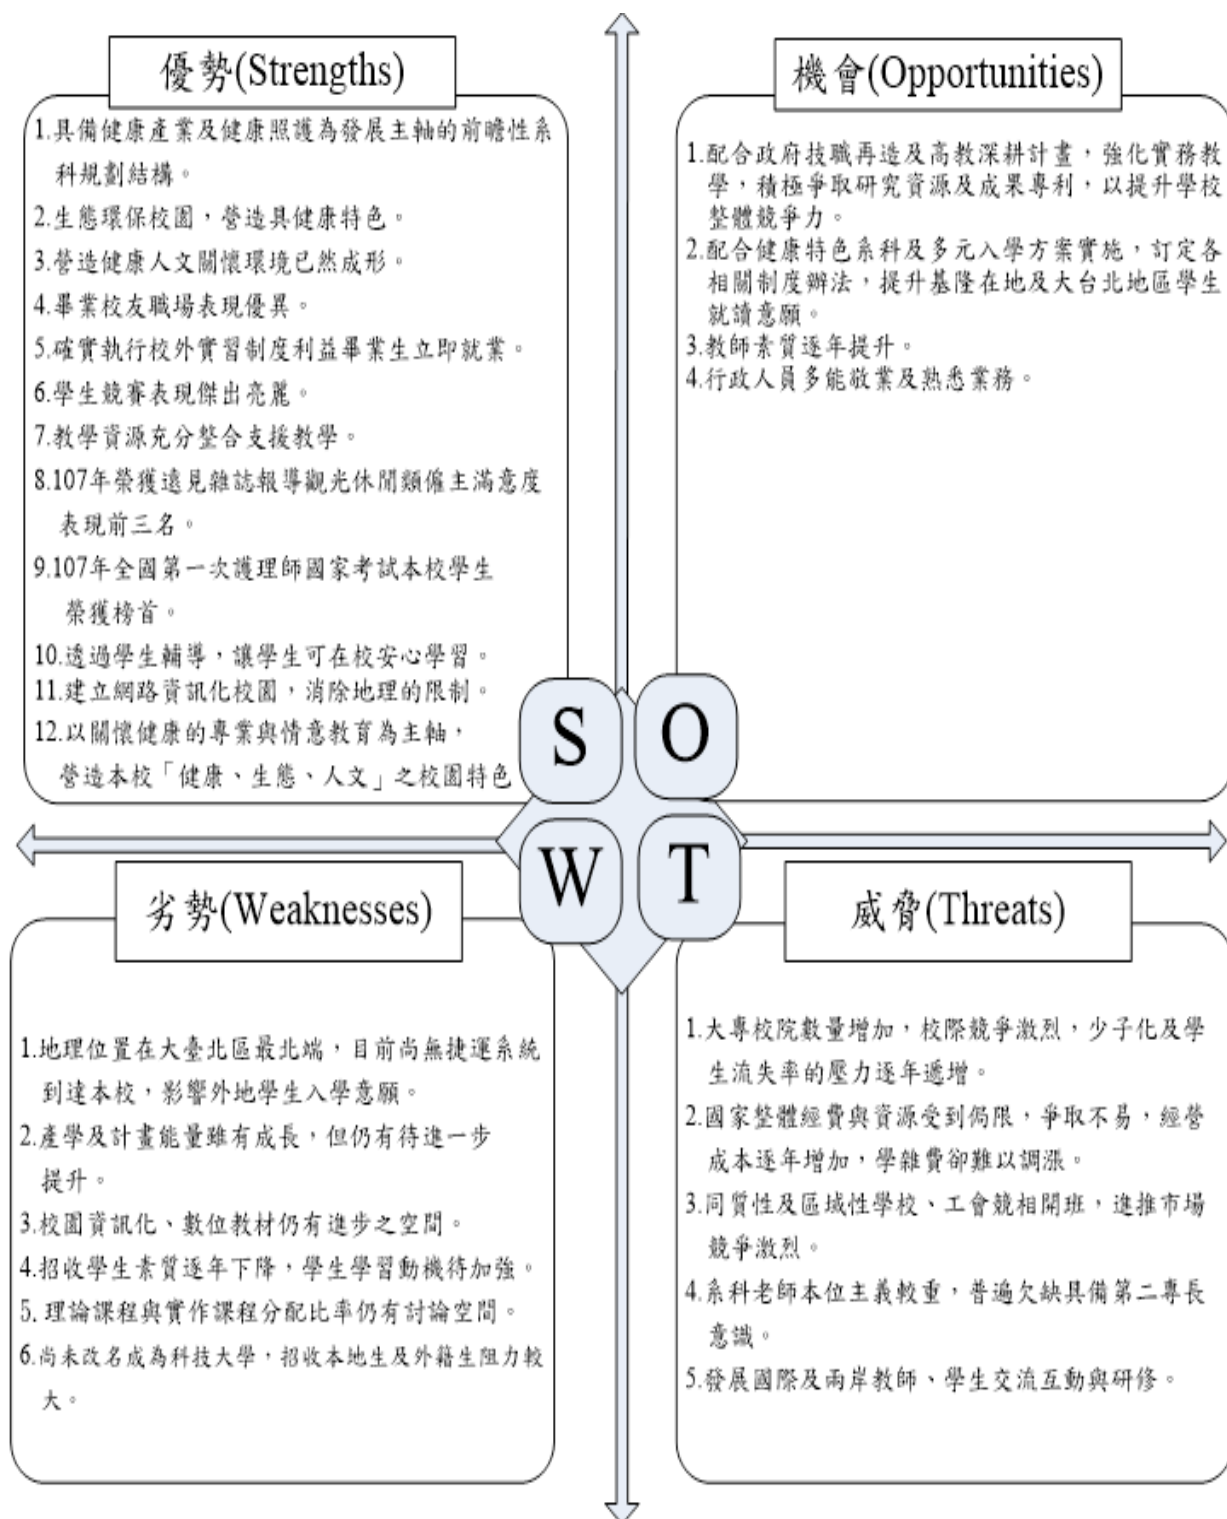 優勢(Strengths)
1.具備健康產業及健康照護為發展主軸的前瞻性系
科規劃結構。
2.生態環保校園，營造具健康特色。
3.營造健康人文關懷環境已然成形。
4.畢業校友職場表現優異。
5.確實執行校外實習制度利益畢業生立即就業。
6.學生競賽表現傑出亮麗。
7.教學資源充分整合支援教學。
8.107年榮獲遠見雜誌報導觀光休閒類僱主滿意度
表現前三名。
9.107年全國第一次護理師國家考試本校學生
榮獲榜首。
10.透過學生輔導，讓學生可在校安心學習。
11.建立網路資訊化校園，消除地理的限制。
12.以關懷健康的專業與情意教育為主軸，
營造本校「健康、生態、人文」之校園特色
機會(Opportunities)
1.配合政府技職再造及高教深耕計畫，強化實務教
學，積極爭取研究資源及成果專利，以提升學校
整體競爭力。
2.配合健康特色系科及多元入學方案實施，訂定各
相關制度辦法，提升基隆在地及大台北地區學生
就讀意願。
3.教師素質逐年提升。
4.行政人員多能敬業及熟悉業務。
S
O
W
T
劣勢(Weaknesses)
1.地理位置在大臺北區最北端，目前尚無捷運系統
到達本校，影響外地學生入學意願。
2.產學及計畫能量雖有成長，但仍有待進一步
提升。
3.校園資訊化、數位教材仍有進步之空間。
4.招收學生素質逐年下降，學生學習動機待加強。
5.理論課程與實作課程分配比率仍有討論空間。
6.尚未改名成為科技大學，招收本地生及外籍生阻力較
大。
威脅(Threats)
1.大專校院數量增加，校際競爭激烈，少子化及學
生流失率的壓力逐年遞增。
2.國家整體經費與資源受到侷限，爭取不易，經營
成本逐年增加，學雜費卻難以調漲。
3.同質性及區域性學校、工會競相開班，進推市場
競爭激烈。
4.系科老師本位主義較重，普遍欠缺具備第二專長
意識。
5.發展國際及兩岸教師、學生交流互動與研修。